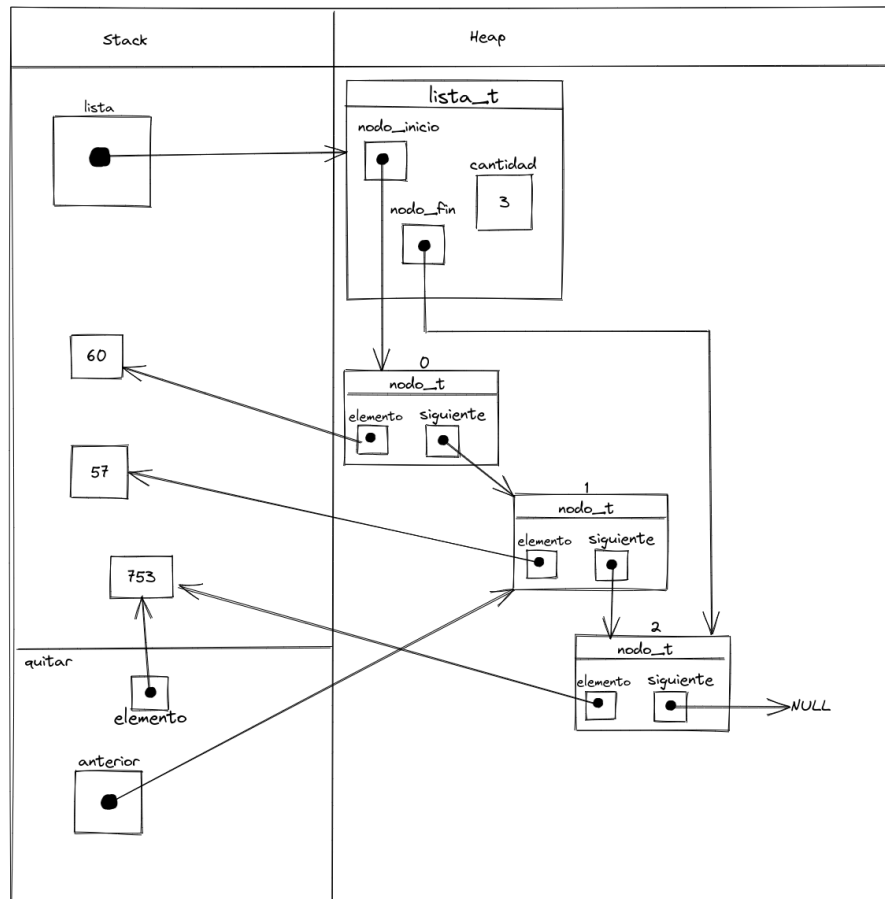 Stack
Heap
lista
lista_t
nodo_inicio
cantidad
3
nodo_fin
60
0
nodo_t
elemento siguiente
57
1
nodo_t
elemento siguiente
753
2
nodo_t
elemento siguiente
NULL
quitar
elemento
anterior